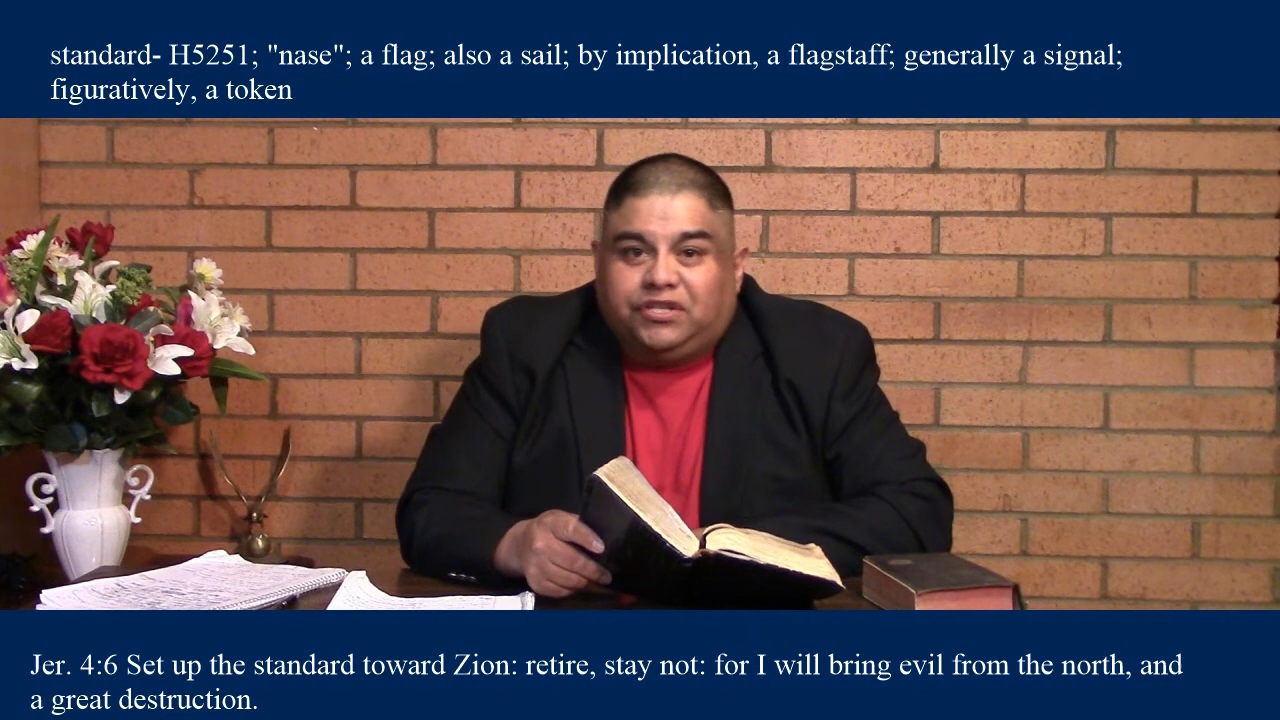 standard- H5251; "nase"; a flag; also a sail; by implication, a flagstaff; generally a signal;
figuratively, a token
Jer. 4:6 Set up the standard toward Zion: retire, stay not: for I will bring evil from the north, and
a great destruction.